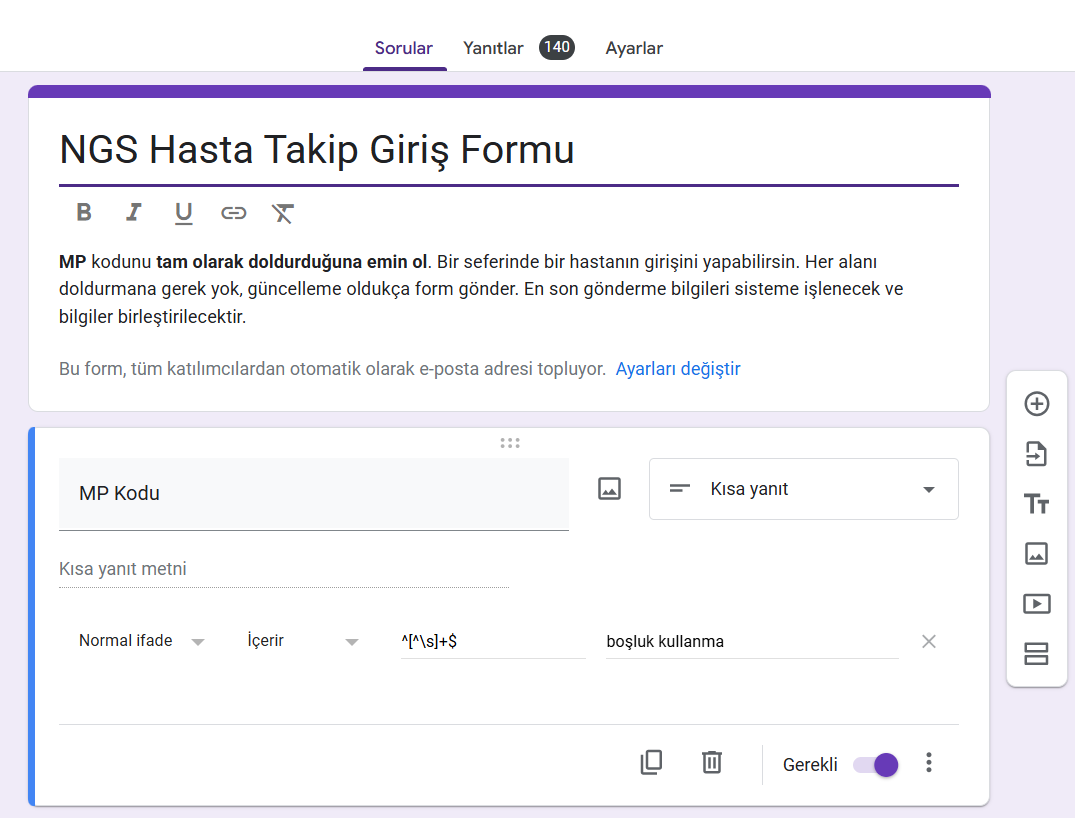 Sorular Yanıtlar 140 Ayarlar
NGS Hasta Takip Giriş Formu
B I U
MP kodunu tam olarak doldurduğuna emin ol. Bir seferinde bir hastanın girişini yapabilirsin. Her alanı
doldurmana gerek yok, güncelleme oldukça form gönder. En son gönderme bilgileri sisteme işlenecek ve
bilgiler birleştirilecektir.
Bu form, tüm katılımcılardan otomatik olarak e-posta adresi topluyor. Ayarları değiştir
MP Kodu
Kısa yanıt
Kısa yanıt metni
Normal ifade İçerir ^[^\s]+$ boşluk kullanma
Gerekli